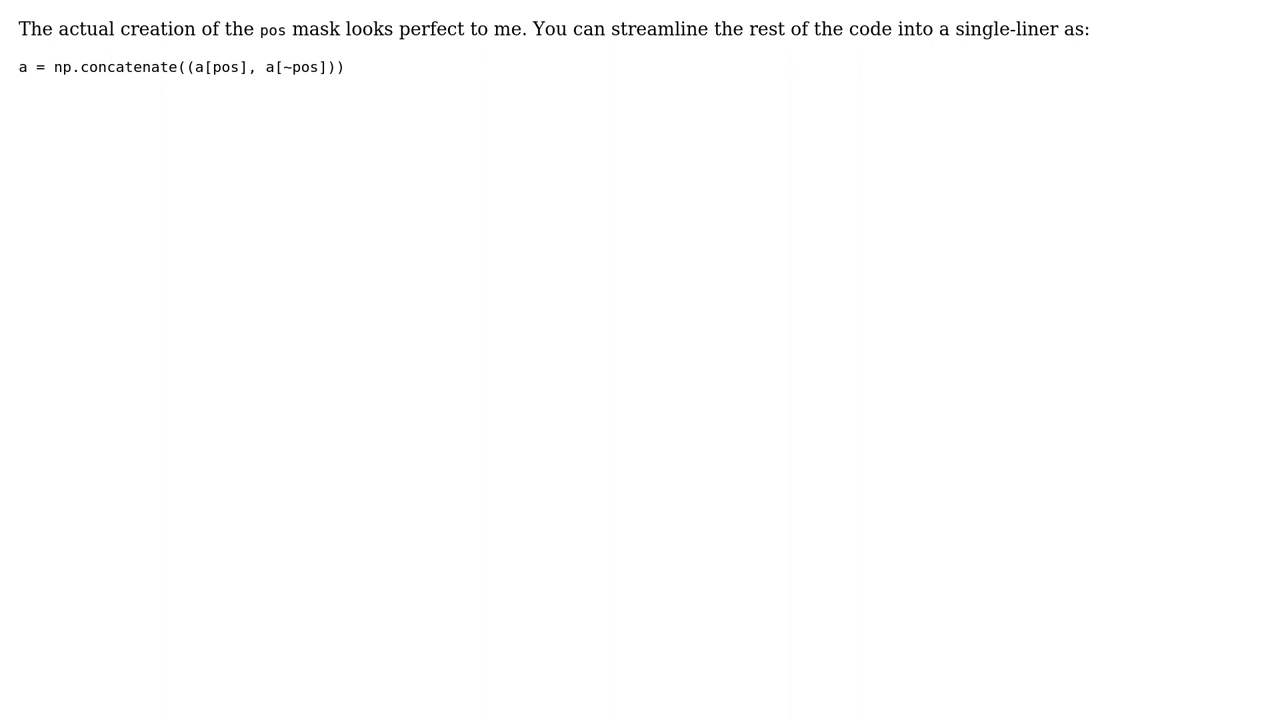 The actual creation of the pos mask looks perfect to me. You can streamline the rest of the code into a single-liner as:
a = np.concatenate((a[pos], a[~pos]))